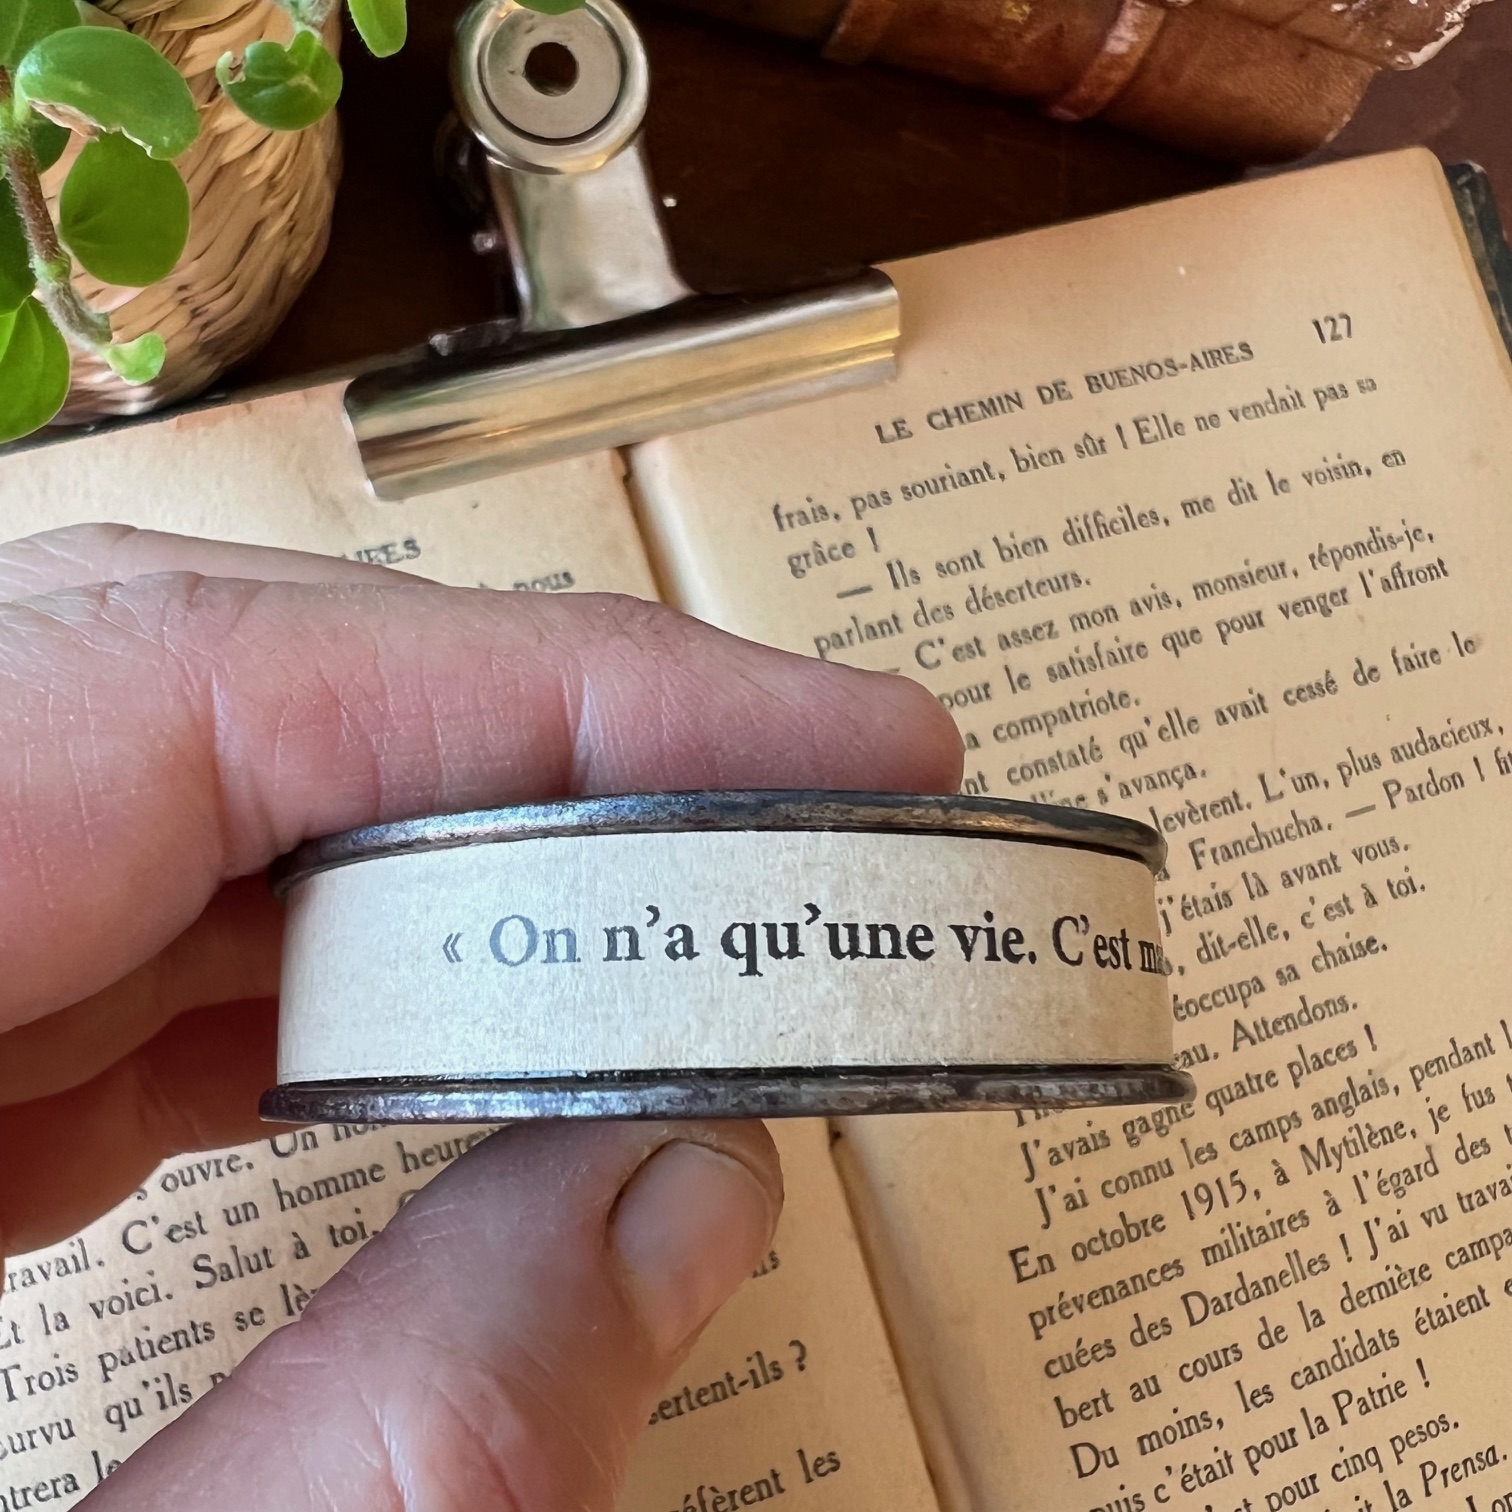 « On n'a qu'une vie. C'est
LE CHEMIN DE BUENOS-AIRES 127
frais, pas souriant, bien sûr ! Elle ne vendait pas sa
grâce !
— Ils sont bien difficiles, me dit le voisin, en
parlant des déserteurs.
— C'est assez mon avis, monsieur, répondis-je,
pour le satisfaire que pour venger l'affront
compatriote.
constaté qu'elle avait cessé de faire le
s'avança.
levèrent. L'un, plus audacieux,
Franchucha. — Pardon ! fit
j'étais là avant vous.
dit-elle, c'est à toi.
sa chaise.
Attendons.
J'avais gagné quatre places !
J'ai connu les camps anglais, pendant
En octobre 1915, à Mytilène, je fus
prévenances militaires à l'égard des
cuées des Dardanelles ! J'ai vu
bert au cours de la dernière
Du moins, les candidats étaient
puis c'était pour la Patrie !
pour cinq pesos.
la Prensa.
nous
ouvre. Un
travail. C'est un homme
Et la voici. Salut à toi.
Trois patients se
qu'ils
sertent-ils ?
les